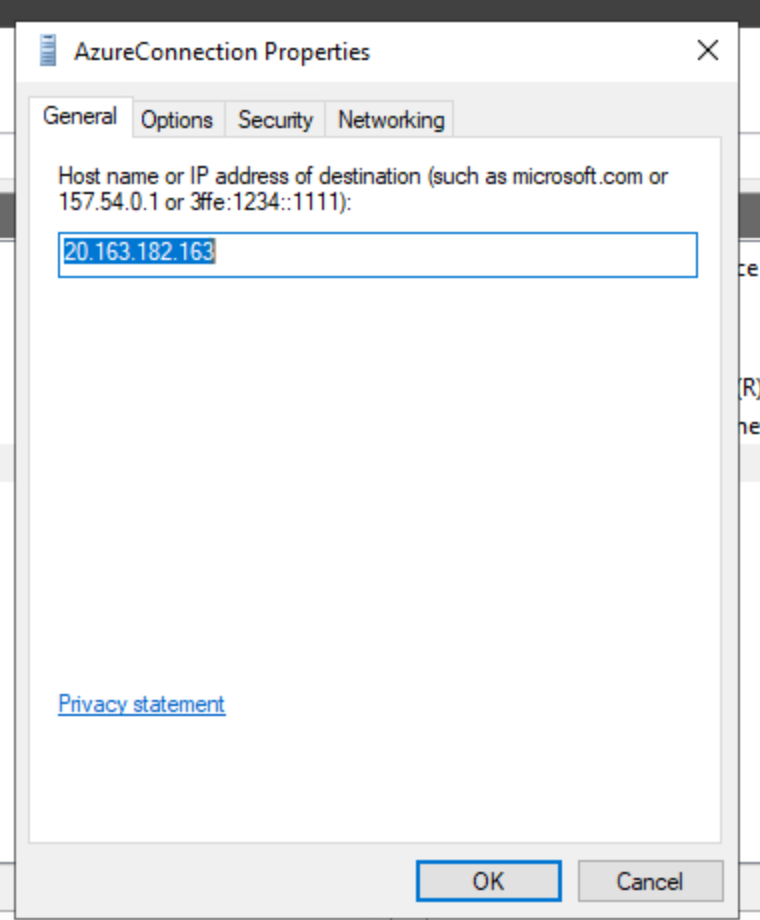 AzureConnection Properties
General Options Security Networking
Host name or IP address of destination (such as microsoft.com or
157.54.0.1 or 3ffe:1234::1111):
20.163.182.163
ce
(R)
ne
Privacy statement
OK Cancel